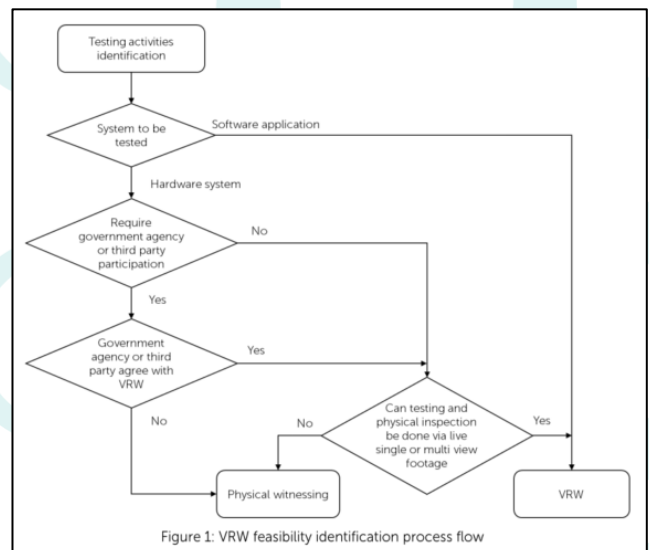 Testing activities
identification
System to be
tested
Software application
Hardware system
Require
government agency
or third party
participation
No
Yes
Government
agency or third
party agree with
VRW
Yes
No
Can testing and
physical inspection
be done via live
single or multi view
footage
No
Yes
Physical witnessing
VRW
Figure 1: VRW feasibility identification process flow